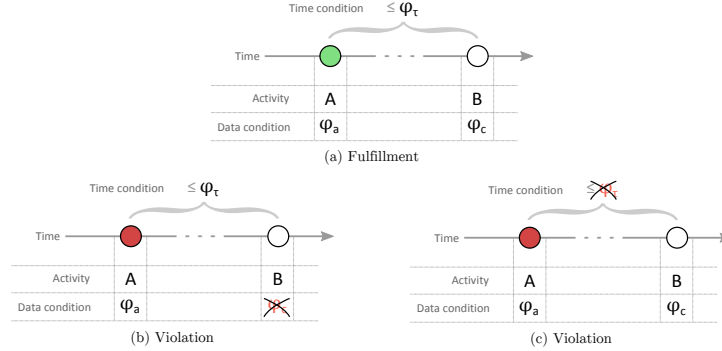 Time condition ≤ φτ
Time
Activity A B
Data condition φa φc
(a) Fulfillment
Time condition ≤ φτ
Time
Activity A B
Data condition φa φc
(b) Violation
Time condition ≤ φτ
Time
Activity A B
Data condition φa φc
(c) Violation